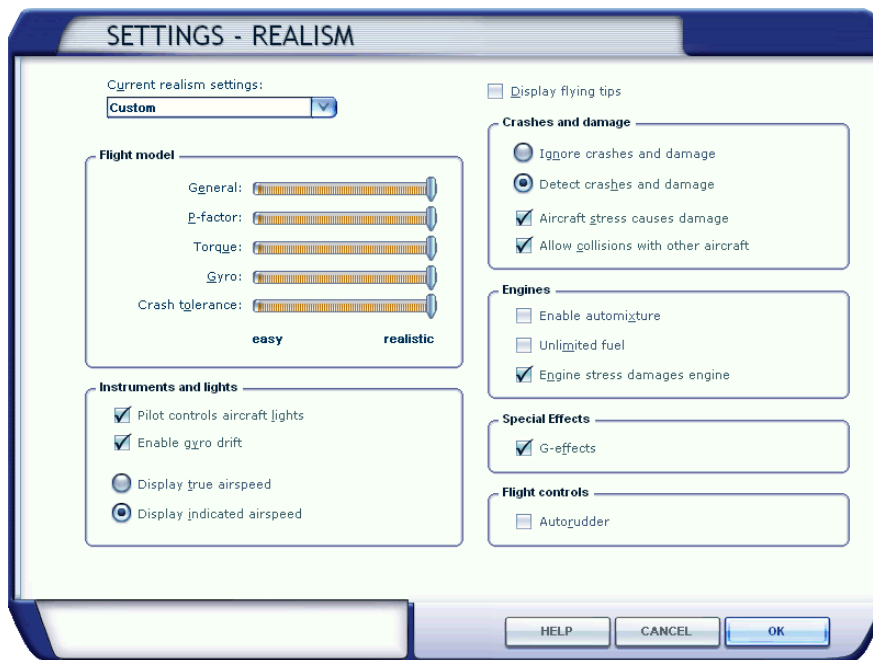 SETTINGS - REALISM
Current realism settings:
Custom
Flight model
General:
P-factor:
Torque:
Gyro:
Crash tolerance:
easy realistic
Instruments and lights
Pilot controls aircraft lights
Enable gyro drift
Display true airspeed
Display indicated airspeed
Display flying tips
Crashes and damage
Ignore crashes and damage
Detect crashes and damage
Aircraft stress causes damage
Allow collisions with other aircraft
Engines
Enable automixture
Unlimited fuel
Engine stress damages engine
Special Effects
G-effects
Flight controls
Autorudder
HELP CANCEL OK